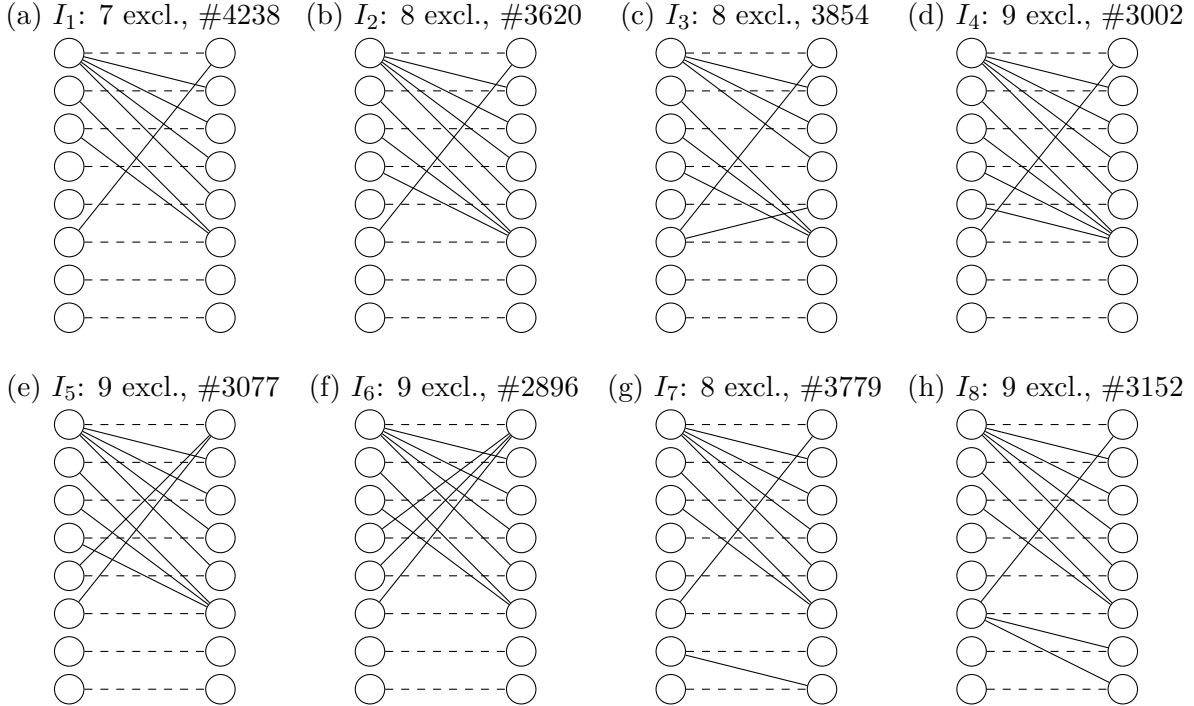 (a) I₁: 7 excl., #4238
(b) I₂: 8 excl., #3620
(c) I₃: 8 excl., 3854
(d) I₄: 9 excl., #3002
(e) I₅: 9 excl., #3077
(f) I₆: 9 excl., #2896
(g) I₇: 8 excl., #3779
(h) I₈: 9 excl., #3152